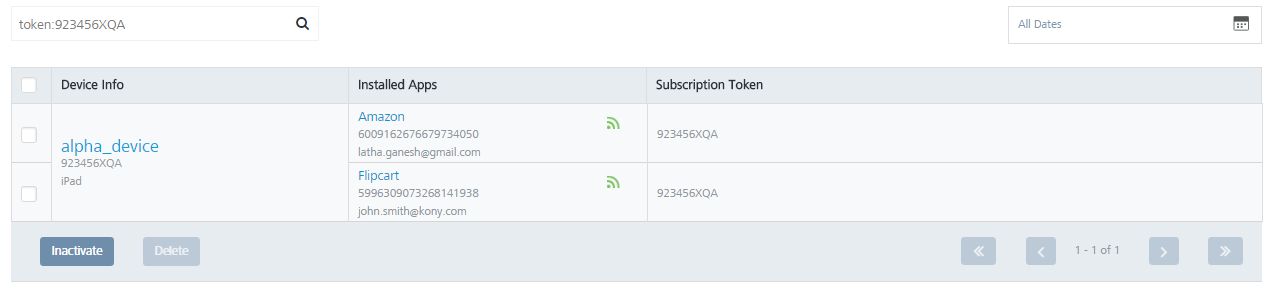 token:923456XQA
All Dates
Device Info Installed Apps Subscription Token
alpha_device
923456XQA
iPad
Amazon
6009162676679734050
latha.ganesh@gmail.com
923456XQA
Flipcart
5996309073268141938
john.smith@kony.com
923456XQA
Inactivate Delete 1 - 1 of 1